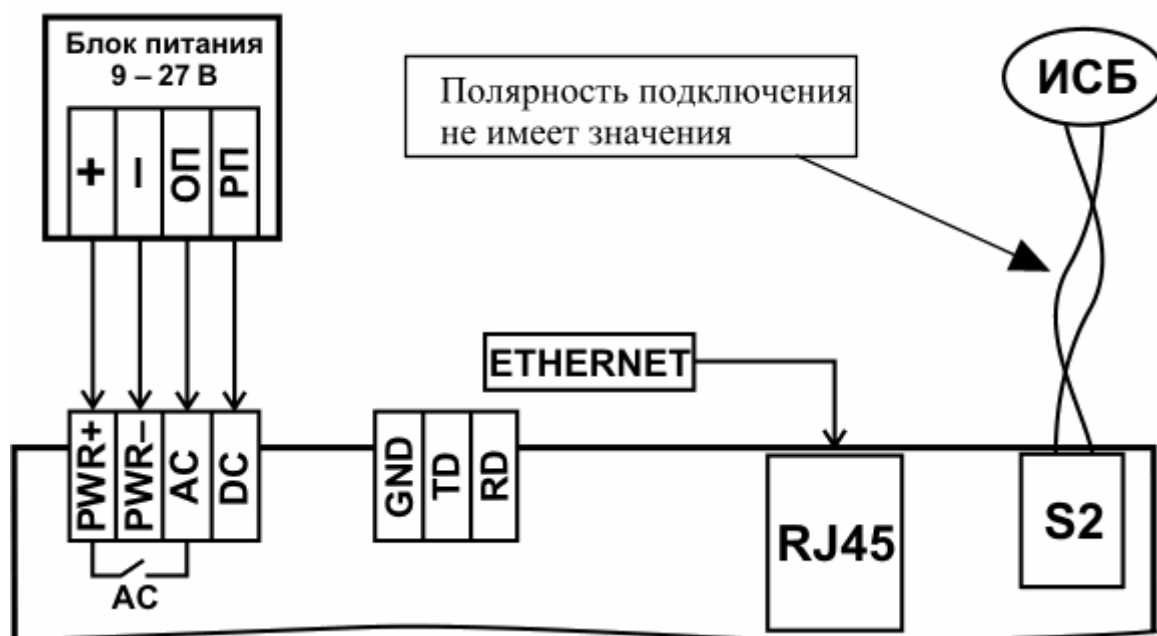 Блок питания
9 – 27 В
+
–
ОП
РП
Полярность подключения
не имеет значения
ИСБ
ETHERNET
PWR+
PWR–
AC
DC
GND
TD
RD
RJ45
S2
AC